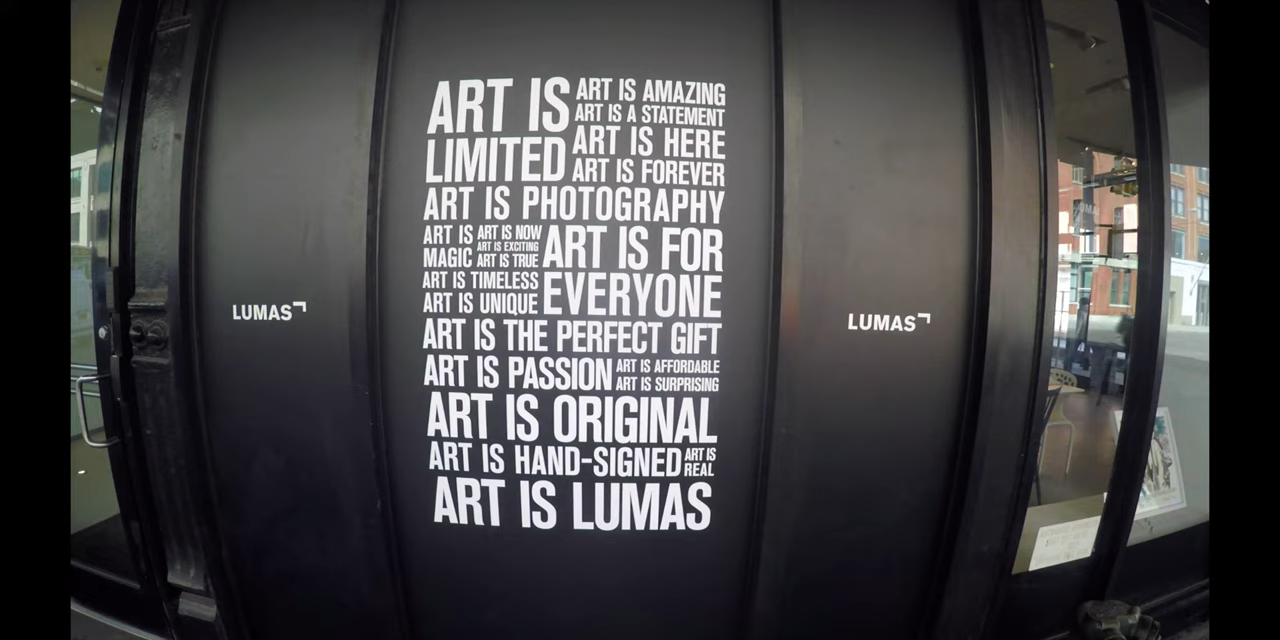 ART IS
LIMITED
ART IS AMAZING
ART IS A STATEMENT
ART IS HERE
ART IS FOREVER
ART IS PHOTOGRAPHY
ART IS
MAGIC
ART IS NOW
ART IS EXCITING
ART IS TRUE
ART IS TIMELESS
ART IS UNIQUE
ART IS FOR
EVERYONE
ART IS THE PERFECT GIFT
ART IS PASSION
ART IS AFFORDABLE
ART IS SURPRISING
ART IS ORIGINAL
ART IS HAND-SIGNED
ART IS
REAL
ART IS LUMAS
LUMAS
LUMAS